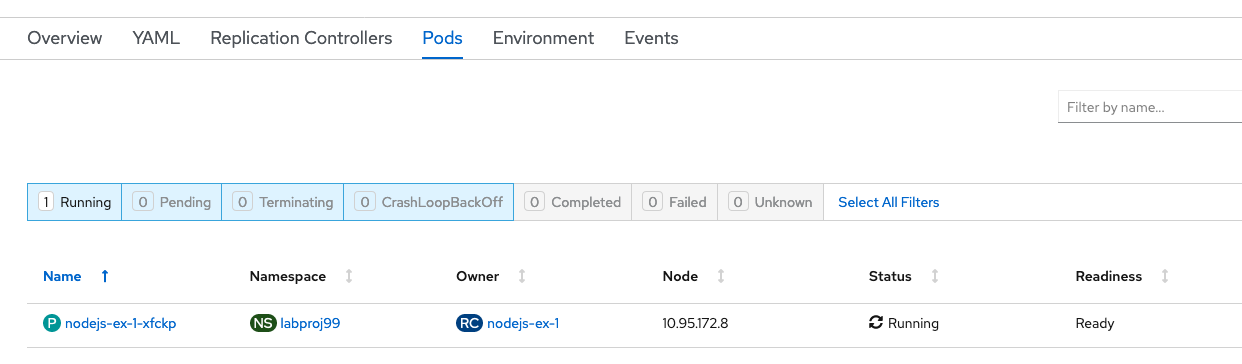 Overview YAML Replication Controllers Pods Environment Events
Filter by name...
1 Running 0 Pending 0 Terminating 0 CrashLoopBackOff 0 Completed 0 Failed 0 Unknown Select All Filters
Name Namespace Owner Node Status Readiness
P nodejs-ex-1-xfckp NS labproj99 RC nodejs-ex-1 10.95.172.8 Running Ready